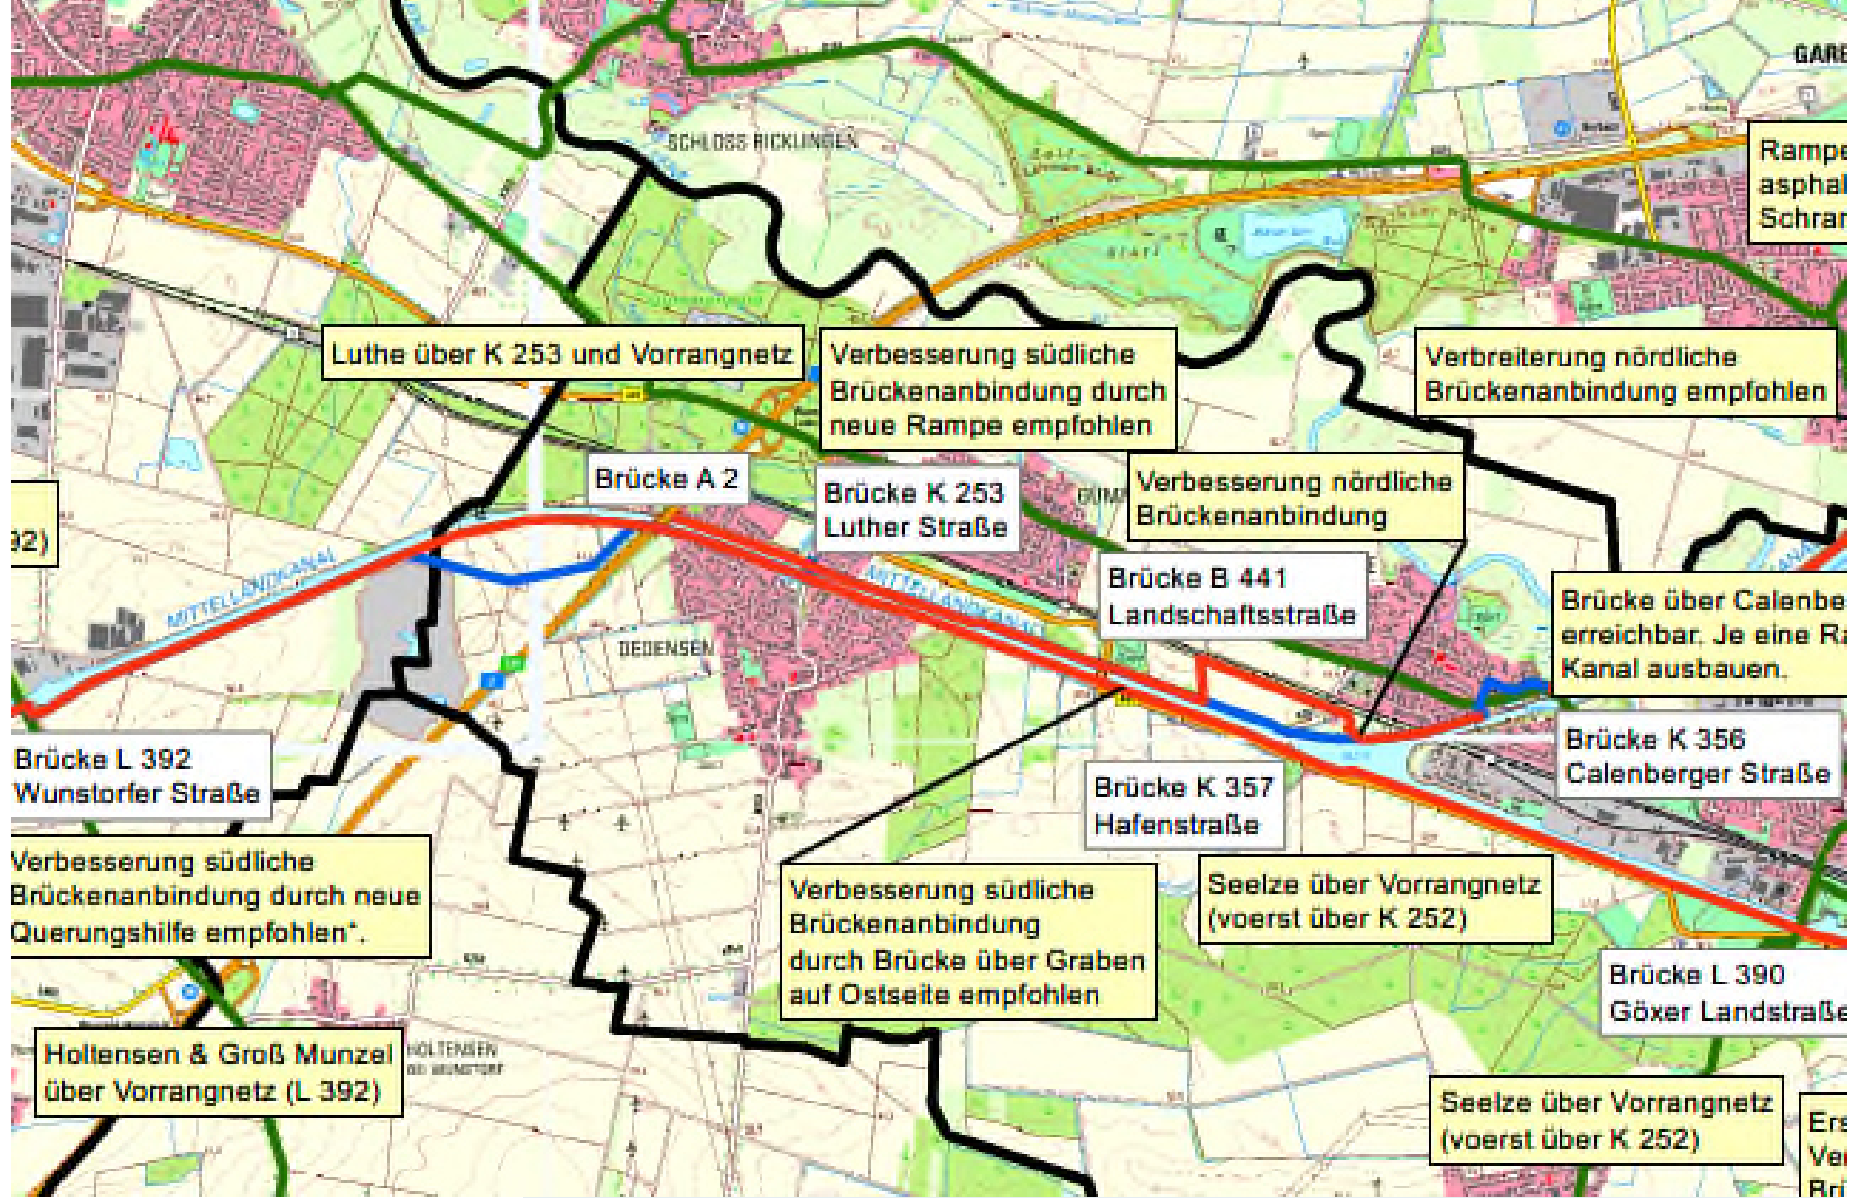 GARB
SCHLOSS RICKLINGEN
Rampe
asphal
Schran
Luthe über K 253 und Vorrangnetz
Verbesserung südliche
Brückenanbindung durch
neue Rampe empfohlen
Verbreiterung nördliche
Brückenanbindung empfohlen
Brücke A 2
Brücke K 253
Luther Straße
GÜMM
Verbesserung nördliche
Brückenanbindung
92)
MITTELLANDKANAL
MITTELLANDKANAL
Brücke B 441
Landschaftsstraße
Brücke über Calenbe
erreichbar. Je eine Ra
Kanal ausbauen.
DEDENSEN
Brücke L 392
Wunstorfer Straße
Brücke K 356
Calenberger Straße
Brücke K 357
Hafenstraße
Verbesserung südliche
Brückenanbindung durch neue
Querungshilfe empfohlen*.
Verbesserung südliche
Brückenanbindung
durch Brücke über Graben
auf Ostseite empfohlen
Seelze über Vorrangnetz
(voerst über K 252)
Brücke L 390
Göxer Landstraße
Holtensen & Groß Munzel
über Vorrangnetz (L 392)
HOLTENSEN
BEI WUNSTORF
Seelze über Vorrangnetz
(voerst über K 252)
Ers
Ver
Brü